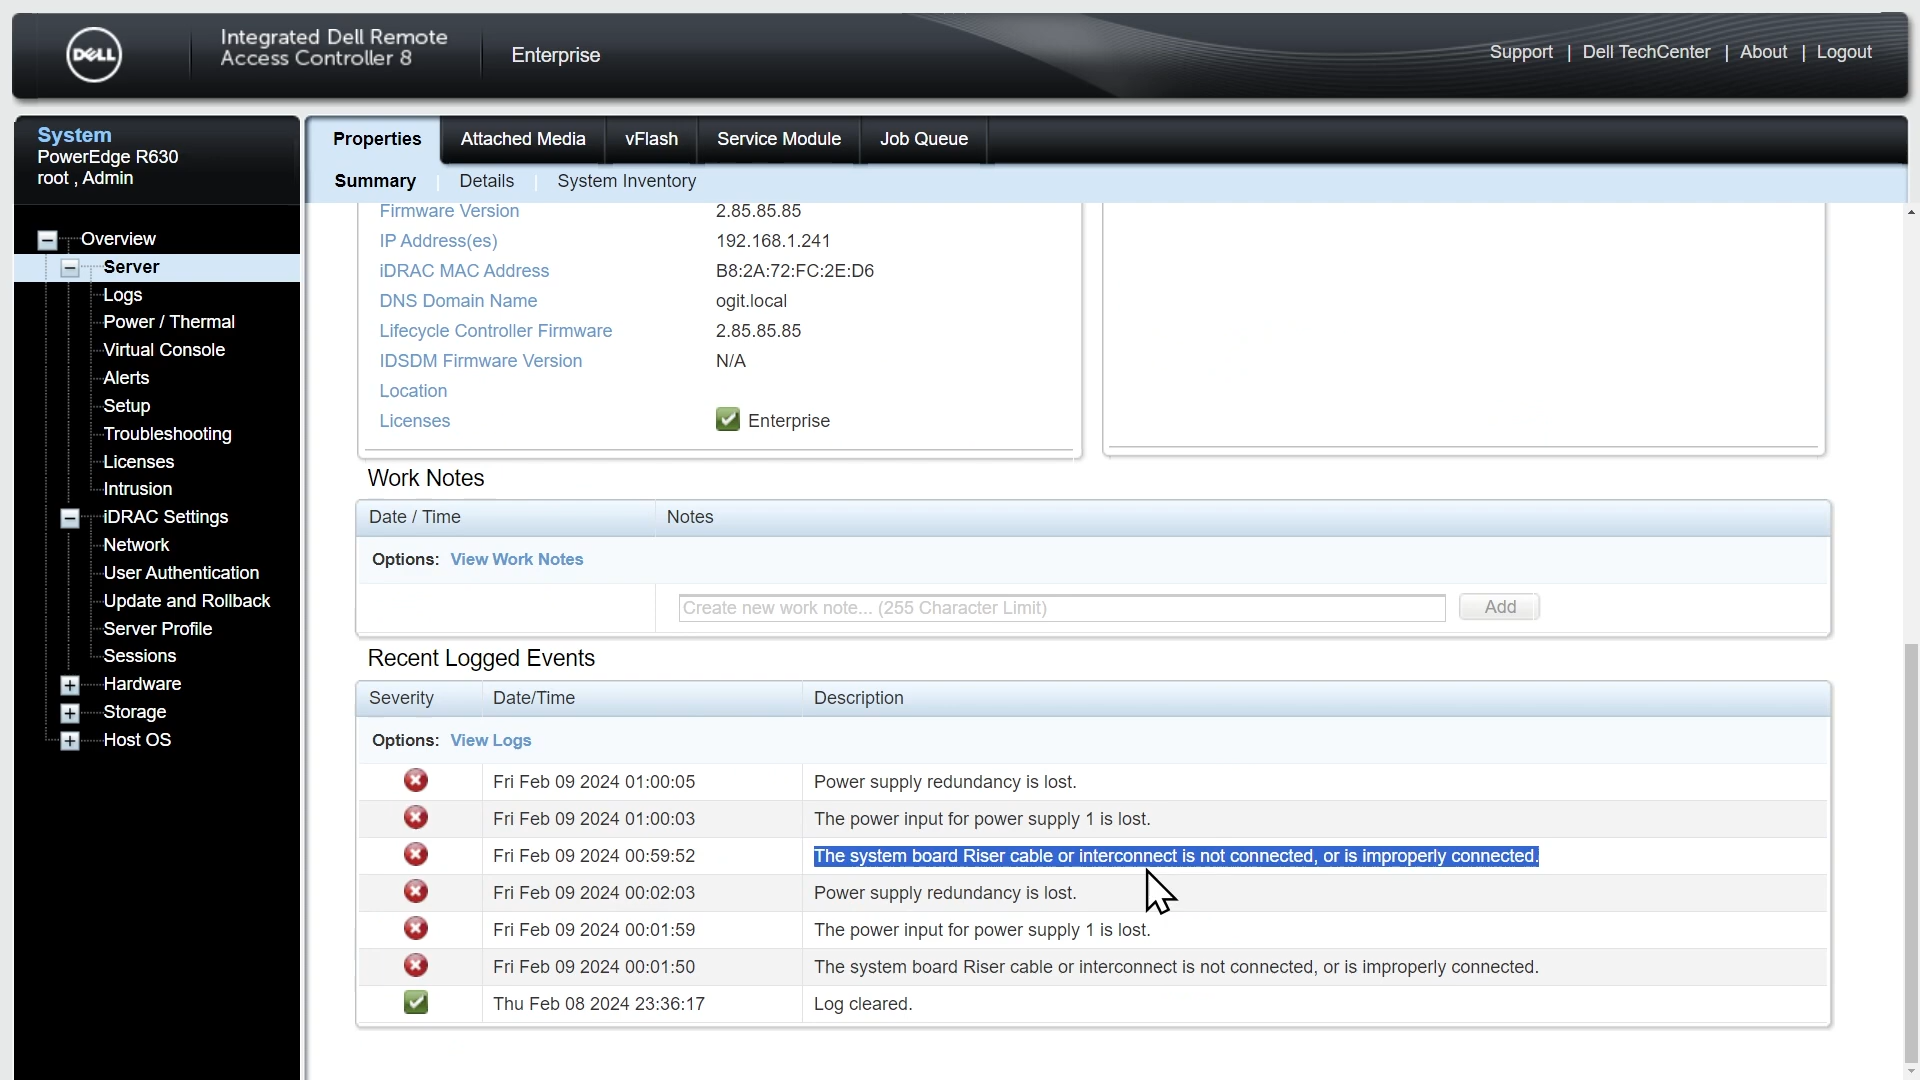 DELL
Integrated Dell Remote
Access Controller 8
Enterprise
Support | Dell TechCenter | About | Logout
System
PowerEdge R630
root , Admin
Overview
Server
Logs
Power / Thermal
Virtual Console
Alerts
Setup
Troubleshooting
Licenses
Intrusion
iDRAC Settings
Network
User Authentication
Update and Rollback
Server Profile
Sessions
Hardware
Storage
Host OS
Properties Attached Media vFlash Service Module Job Queue
Summary Details System Inventory
Firmware Version 2.85.85.85
IP Address(es) 192.168.1.241
iDRAC MAC Address B8:2A:72:FC:2E:D6
DNS Domain Name ogit.local
Lifecycle Controller Firmware 2.85.85.85
IDSDM Firmware Version N/A
Location
Licenses Enterprise
Work Notes
Date / Time Notes
Options: View Work Notes
Create new work note... (255 Character Limit) Add
Recent Logged Events
Severity Date/Time Description
Options: View Logs
Fri Feb 09 2024 01:00:05 Power supply redundancy is lost.
Fri Feb 09 2024 01:00:03 The power input for power supply 1 is lost.
Fri Feb 09 2024 00:59:52 The system board Riser cable or interconnect is not connected, or is improperly connected.
Fri Feb 09 2024 00:02:03 Power supply redundancy is lost.
Fri Feb 09 2024 00:01:59 The power input for power supply 1 is lost.
Fri Feb 09 2024 00:01:50 The system board Riser cable or interconnect is not connected, or is improperly connected.
Thu Feb 08 2024 23:36:17 Log cleared.